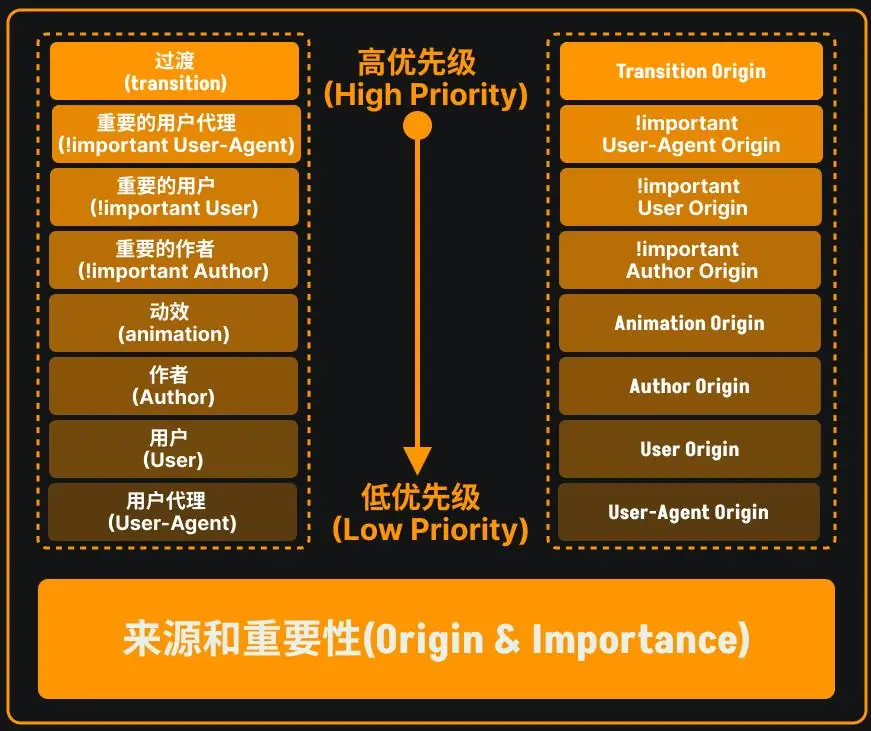 过渡
(transition)
重要的用户代理
(!important User-Agent)
重要的用户
(!important User)
重要的作者
(!important Author)
动效
(animation)
作者
(Author)
用户
(User)
用户代理
(User-Agent)
高优先级
(High Priority)
低优先级
(Low Priority)
Transition Origin
!important
User-Agent Origin
!important
User Origin
!important
Author Origin
Animation Origin
Author Origin
User Origin
User-Agent Origin
来源和重要性(Origin & Importance)